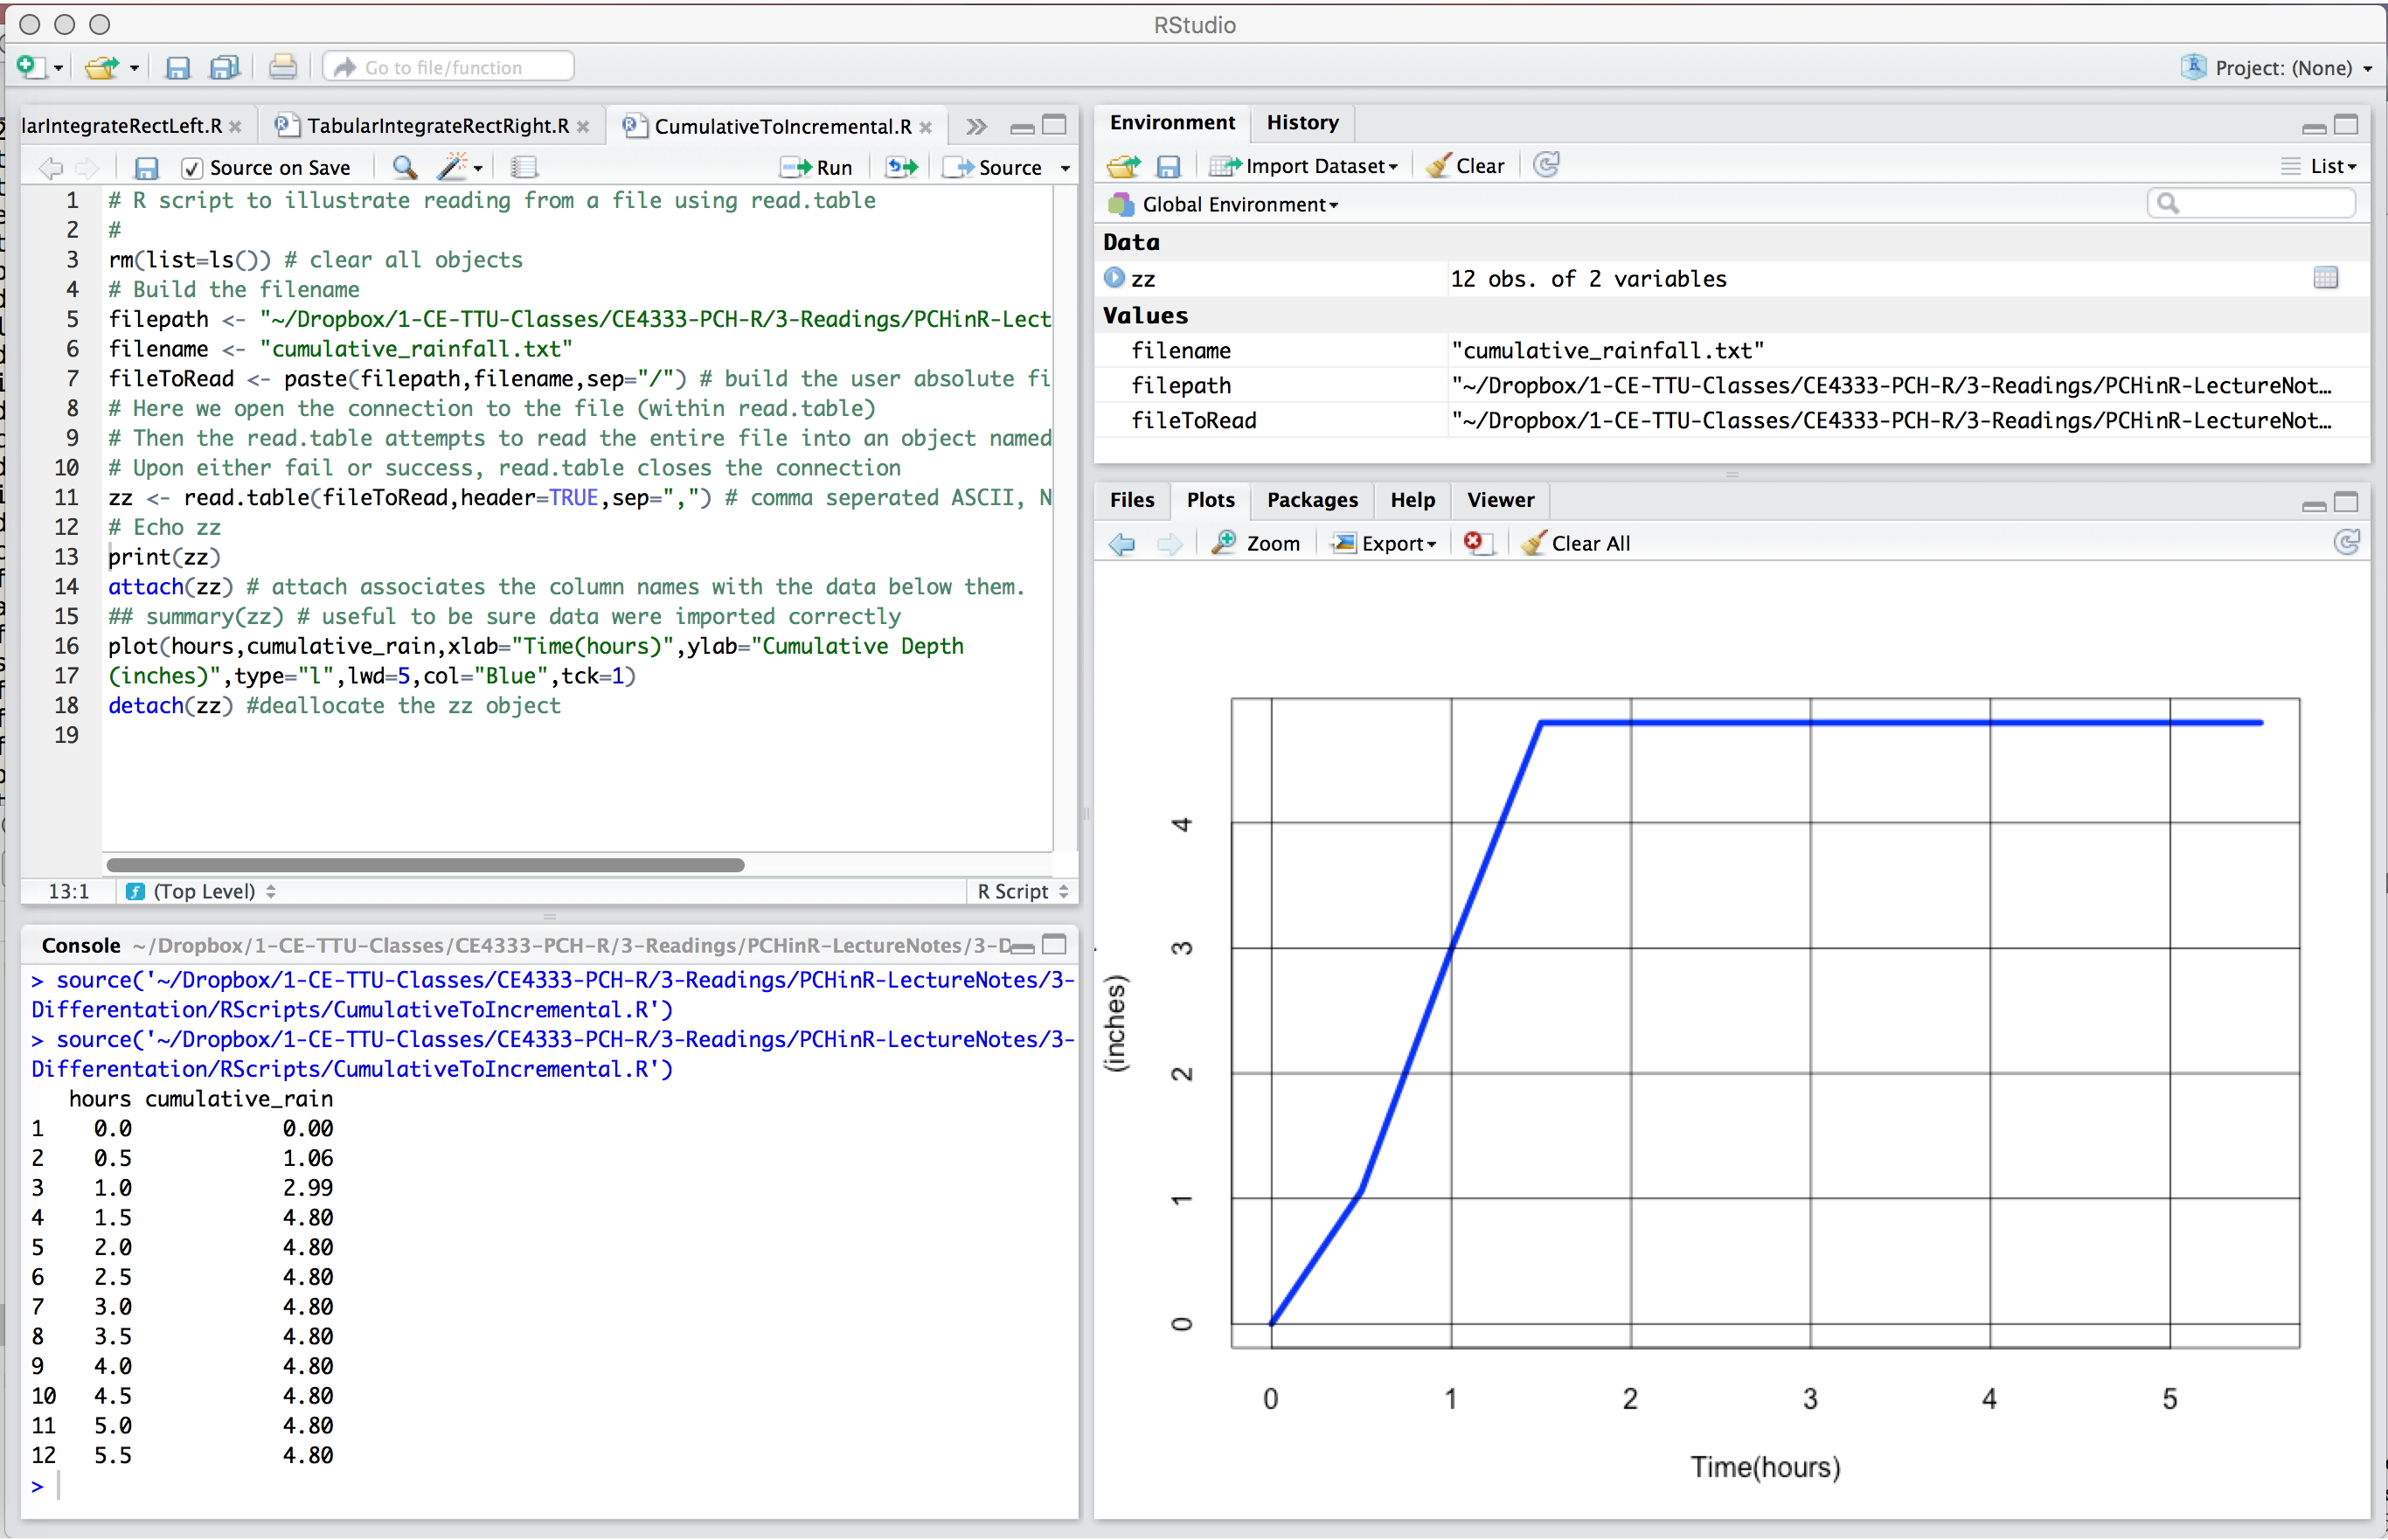 RStudio
Go to file/function
Project: (None)
larIntegrateRectLeft.R
TabularIntegrateRectRight.R
CumulativeToIncremental.R
Source on Save
Run
Source
1 # R script to illustrate reading from a file using read.table
2 #
3 rm(list=ls()) # clear all objects
4 # Build the filename
5 filepath <- "~/Dropbox/1-CE-TTU-Classes/CE4333-PCH-R/3-Readings/PCHinR-Lect
6 filename <- "cumulative_rainfall.txt"
7 fileToRead <- paste(filepath,filename,sep="/") # build the user absolute fi
8 # Here we open the connection to the file (within read.table)
9 # Then the read.table attempts to read the entire file into an object named
10 # Upon either fail or success, read.table closes the connection
11 zz <- read.table(fileToRead,header=TRUE,sep=",") # comma seperated ASCII, N
12 # Echo zz
13 print(zz)
14 attach(zz) # attach associates the column names with the data below them.
15 ## summary(zz) # useful to be sure data were imported correctly
16 plot(hours,cumulative_rain,xlab="Time(hours)",ylab="Cumulative Depth
17 (inches)",type="l",lwd=5,col="Blue",tck=1)
18 detach(zz) #deallocate the zz object
19
13:1
(Top Level)
R Script
Console ~/Dropbox/1-CE-TTU-Classes/CE4333-PCH-R/3-Readings/PCHinR-LectureNotes/3-D
> source('~/Dropbox/1-CE-TTU-Classes/CE4333-PCH-R/3-Readings/PCHinR-LectureNotes/3-
Differentation/RScripts/CumulativeToIncremental.R')
> source('~/Dropbox/1-CE-TTU-Classes/CE4333-PCH-R/3-Readings/PCHinR-LectureNotes/3-
Differentation/RScripts/CumulativeToIncremental.R')
hours cumulative_rain
1 0.0 0.00
2 0.5 1.06
3 1.0 2.99
4 1.5 4.80
5 2.0 4.80
6 2.5 4.80
7 3.0 4.80
8 3.5 4.80
9 4.0 4.80
10 4.5 4.80
11 5.0 4.80
12 5.5 4.80
>
Environment
History
Import Dataset
Clear
List
Global Environment
Data
zz 12 obs. of 2 variables
Values
filename "cumulative_rainfall.txt"
filepath "~/Dropbox/1-CE-TTU-Classes/CE4333-PCH-R/3-Readings/PCHinR-LectureNot…
fileToRead "~/Dropbox/1-CE-TTU-Classes/CE4333-PCH-R/3-Readings/PCHinR-LectureNot…
Files
Plots
Packages
Help
Viewer
Zoom
Export
Clear All
4
3
2
1
0
(inches)
0 1 2 3 4 5
Time(hours)